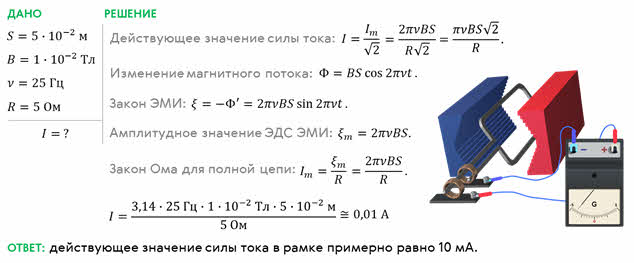 ДАНО
S = 5 · 10⁻² м
B = 1 · 10⁻² Тл
ν = 25 Гц
R = 5 Ом
I = ?
РЕШЕНИЕ
Действующее значение силы тока: I = Iₘ/√2 = 2πνBS/(R√2) = πνBS√2/R.
Изменение магнитного потока: Φ = BS cos 2πνt .
Закон ЭМИ: ξ = −Φ′ = 2πνBS sin 2πνt .
Амплитудное значение ЭДС ЭМИ: ξₘ = 2πνBS.
Закон Ома для полной цепи: Iₘ = ξₘ/R = 2πνBS/R.
I = (3,14 · 25 Гц · 1 · 10⁻² Тл · 5 · 10⁻² м)/(5 Ом) ≅ 0,01 А
− +
G
ОТВЕТ: действующее значение силы тока в рамке примерно равно 10 мА.